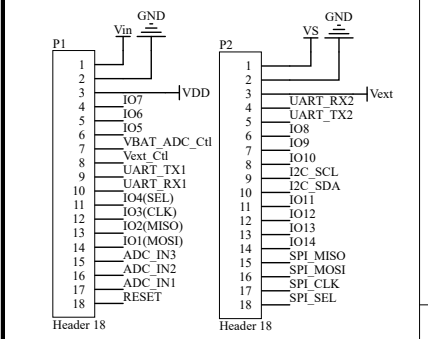 GND
Vin
P1
1
2
3
VDD
4
IO7
5
IO6
6
IO5
7
VBAT_ADC_Ctl
8
Vext_Ctl
9
UART_TX1
10
UART_RX1
11
IO4(SEL)
12
IO3(CLK)
13
IO2(MISO)
14
IO1(MOSI)
15
ADC_IN3
16
ADC_IN2
17
ADC_IN1
18
RESET
Header 18
GND
VS
P2
1
2
3
Vext
4
UART_RX2
5
UART_TX2
6
IO8
7
IO9
8
IO10
9
I2C_SCL
10
I2C_SDA
11
IO11
12
IO12
13
IO13
14
IO14
15
SPI_MISO
16
SPI_MOSI
17
SPI_CLK
18
SPI_SEL
Header 18